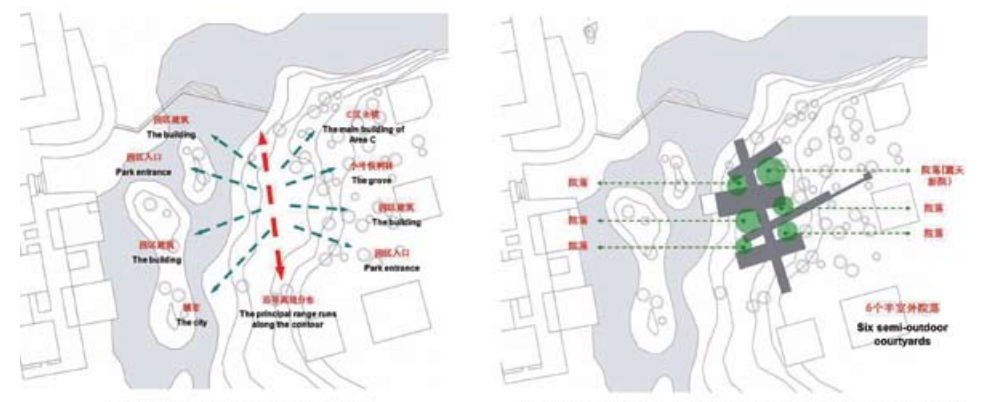 园区建筑
The building
园区入口
Park entrance
园区建筑
The building
城市
The city
C区主楼
The main building of
Area C
小叶榕树林
The grove
园区建筑
The building
园区入口
Park entrance
沿等高线分布
The principal range runs
along the contour
院落
院落
院落
院落(露天
影院)
院落
院落
6个半室外院落
Six semi-outdoor
courtyards